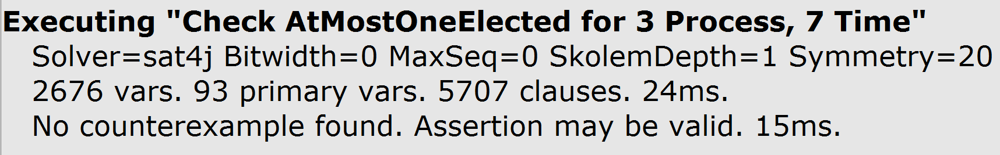 Executing "Check AtMostOneElected for 3 Process, 7 Time"
Solver=sat4j Bitwidth=0 MaxSeq=0 SkolemDepth=1 Symmetry=20
2676 vars. 93 primary vars. 5707 clauses. 24ms.
No counterexample found. Assertion may be valid. 15ms.